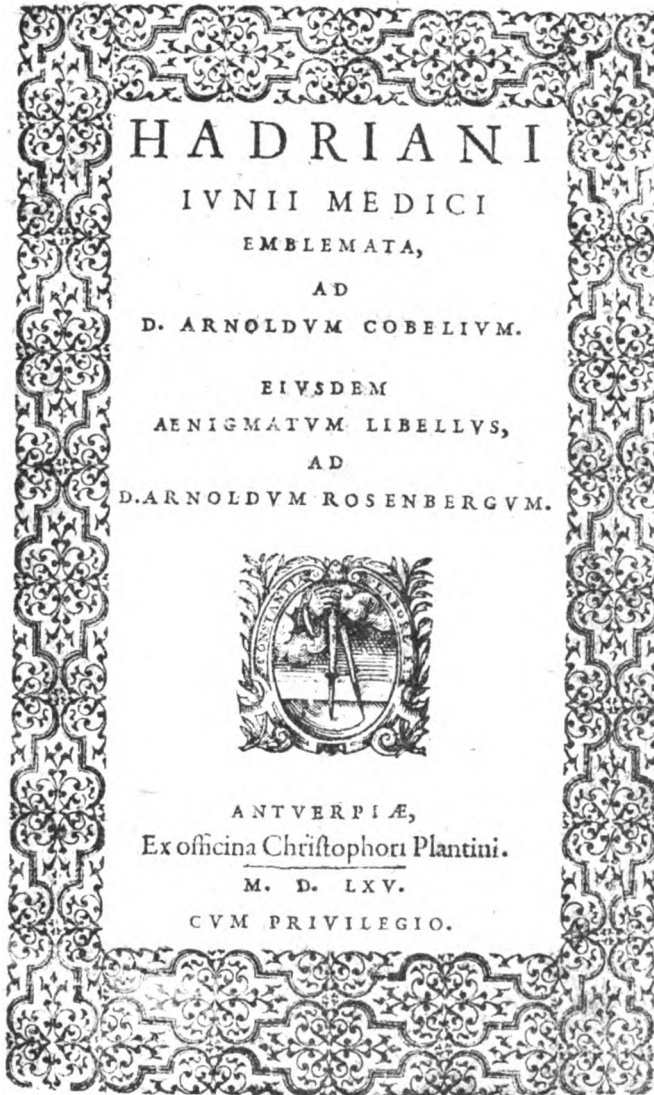 HADRIANI
IVNII MEDICI
EMBLEMATA,
AD
D. ARNOLDVM COBELIVM.
EIVSDEM
AENIGMATVM LIBELLVS,
AD
D. ARNOLDVM ROSENBERGVM.
ANTVERPIÆ,
Ex officina Chriſtophori Plantini.
M. D. LXV.
CVM PRIVILEGIO.